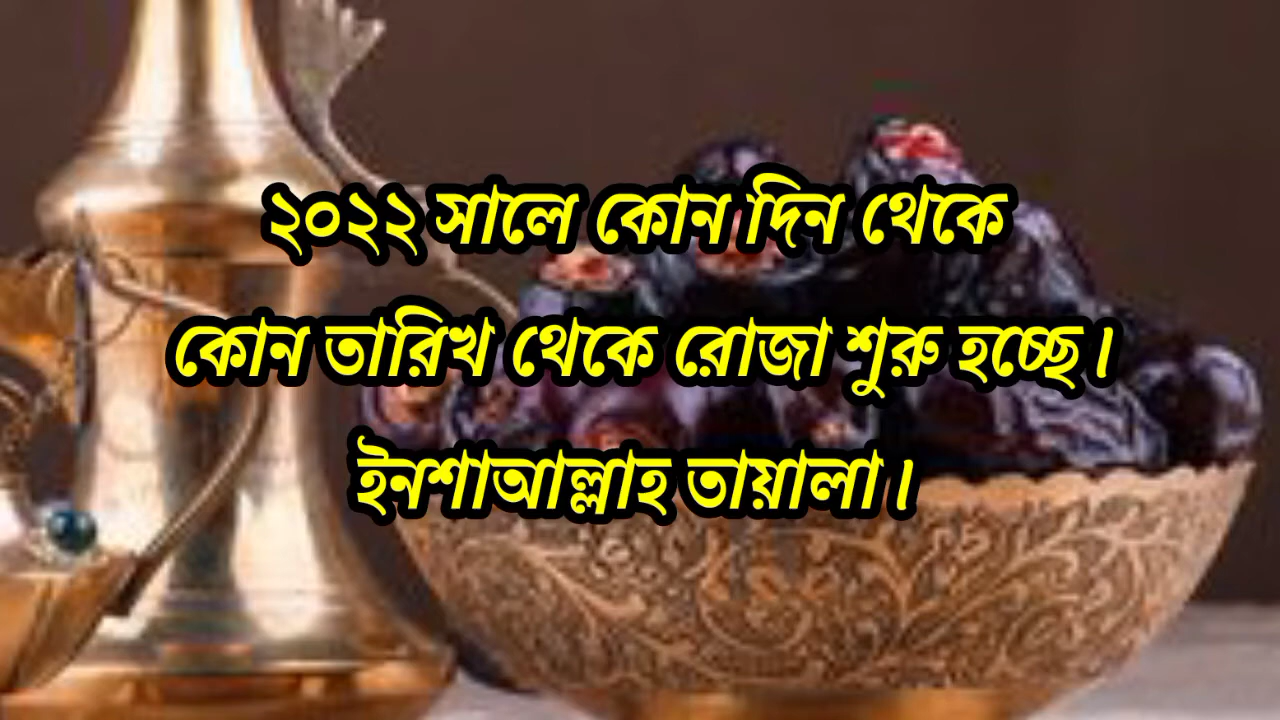 ২০২২ সালে কোন দিন থেকে
কোন তারিখ থেকে রোজা শুরু হচ্ছে।
ইনশাআল্লাহ তায়ালা।